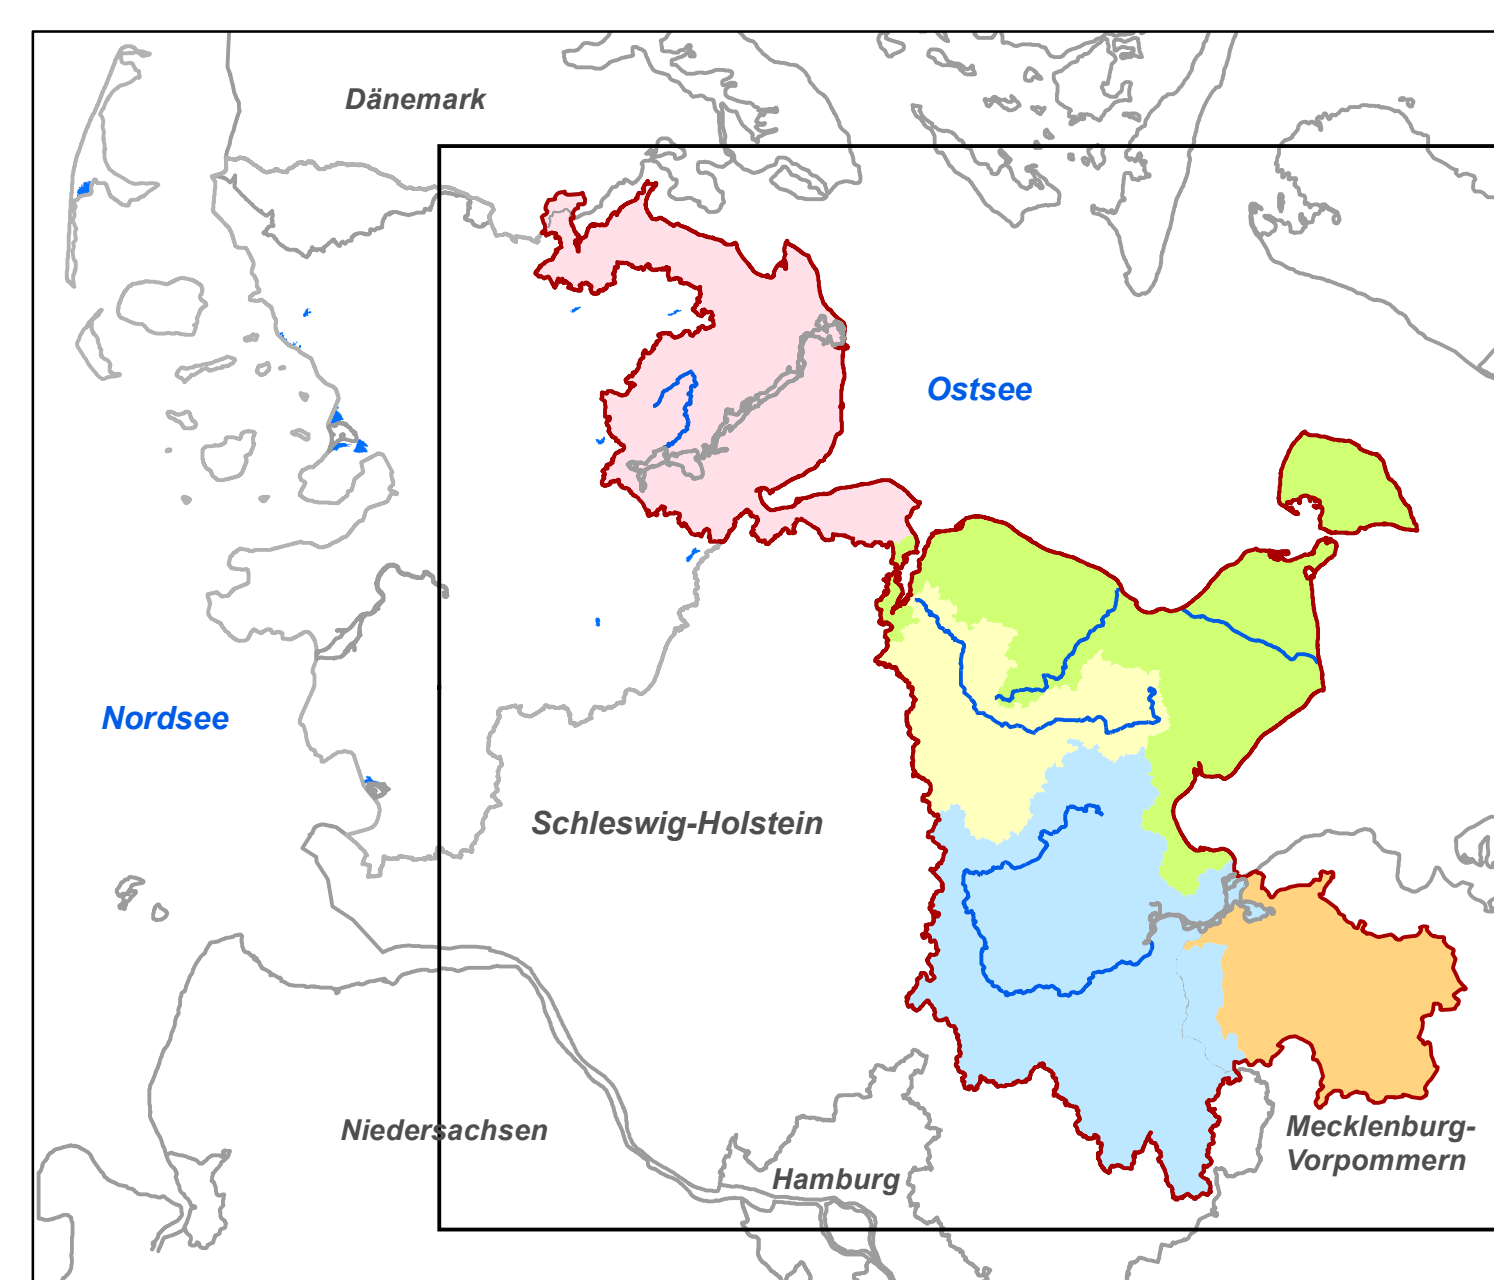 Dänemark
Ostsee
Nordsee
Schleswig-Holstein
Niedersachsen
Hamburg
Mecklenburg-
Vorpommern